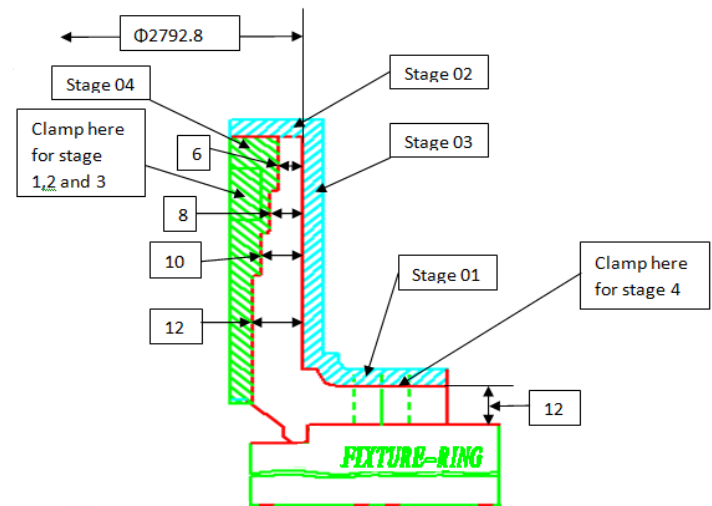 Φ2792.8
Stage 02
Stage 04
Clamp here
for stage
1,2 and 3
Stage 03
6
8
10
Stage 01
Clamp here
for stage 4
12
12
FIXTURE-RING